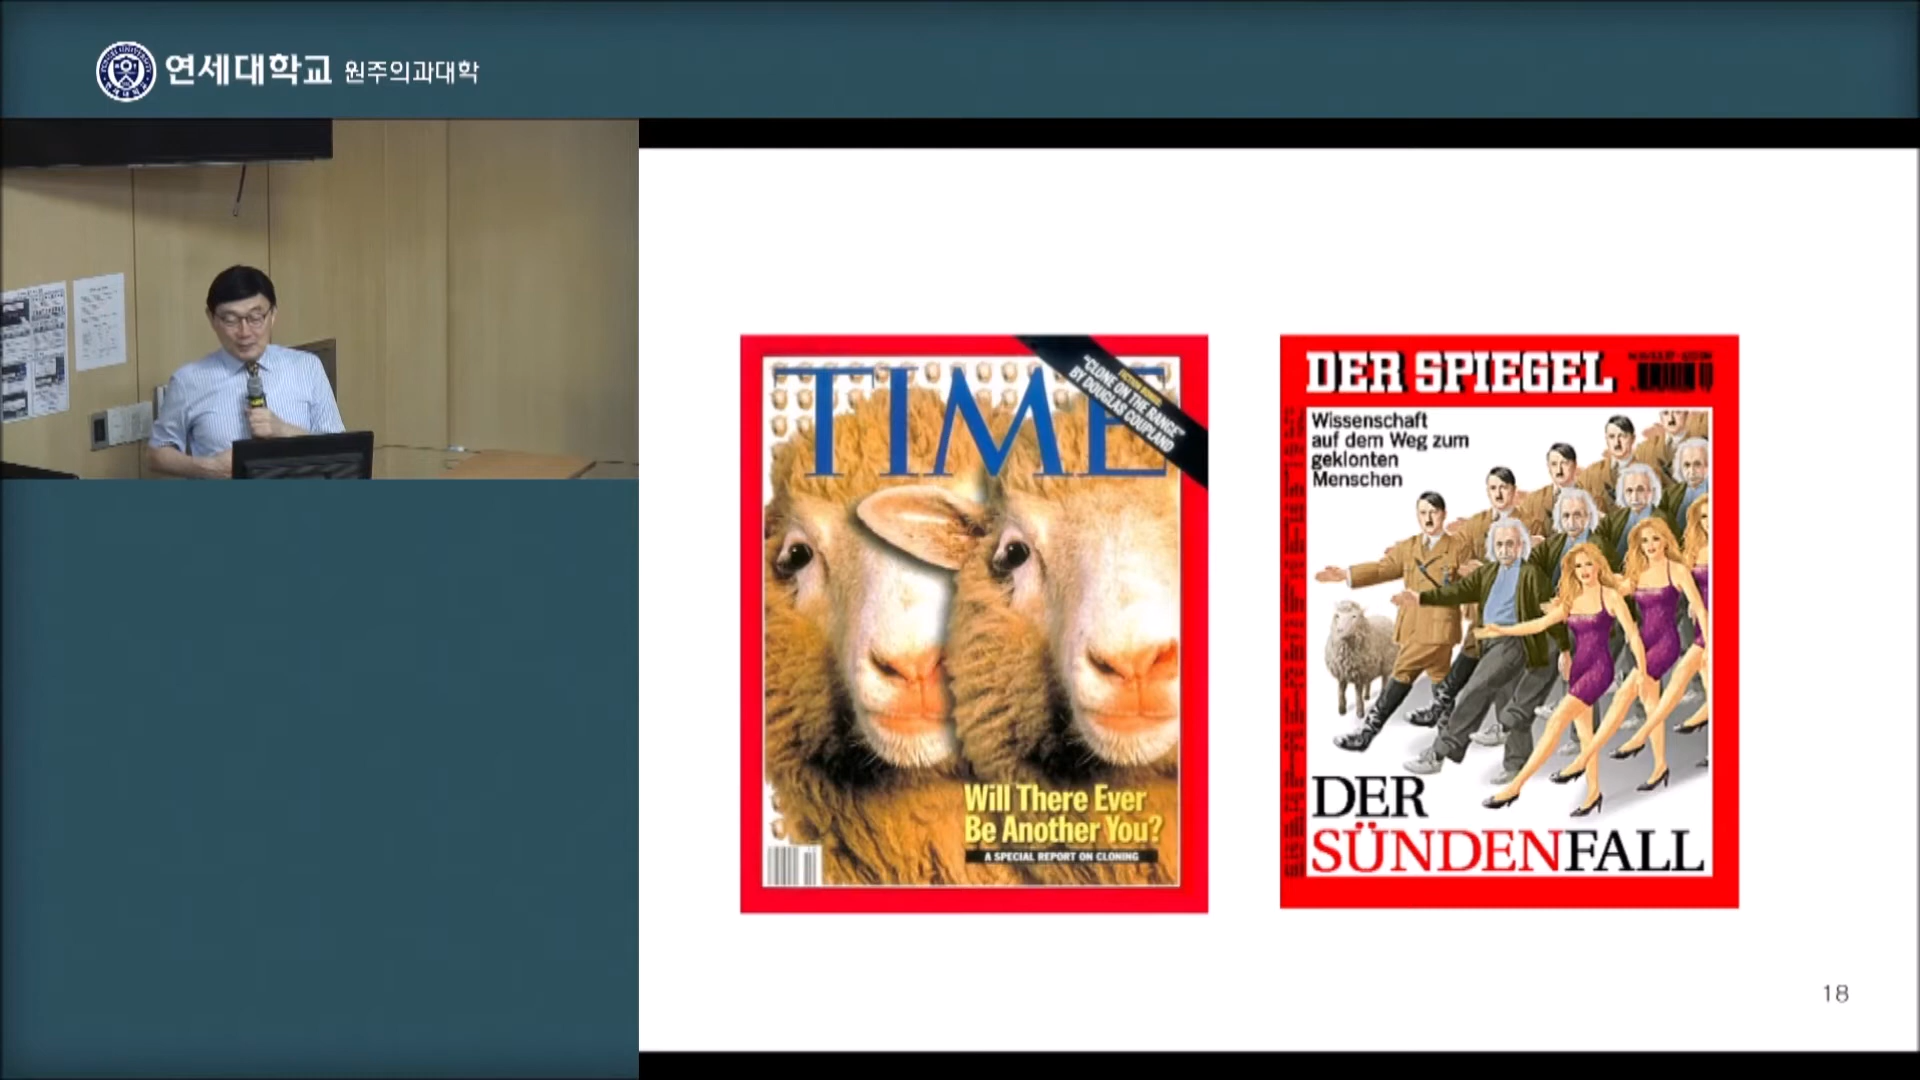 연세대학교 원주의과대학
TIME
"CLONE ON THE RANGE"
BY DOUGLAS COUPLAND
Will There Ever
Be Another You?
A SPECIAL REPORT ON CLONING
DER SPIEGEL
Wissenschaft
auf dem Weg zum
geklonten
Menschen
DER
SÜNDENFALL
18